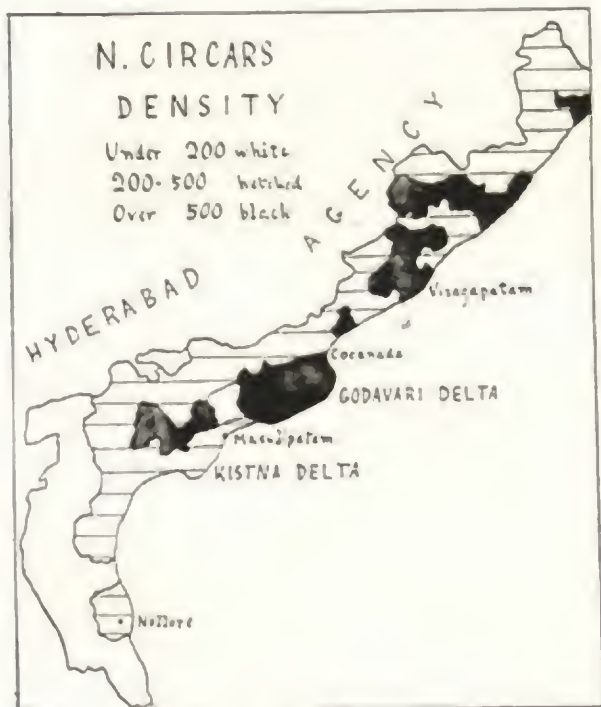 N. CIRCARS
DENSITY
Under 200 white
200-500 hatched
Over 500 black
AGENCY
HYDERABAD
Vizagapatam
Cocanada
GODAVARI DELTA
Masulipatam
KISTNA DELTA
Nellore